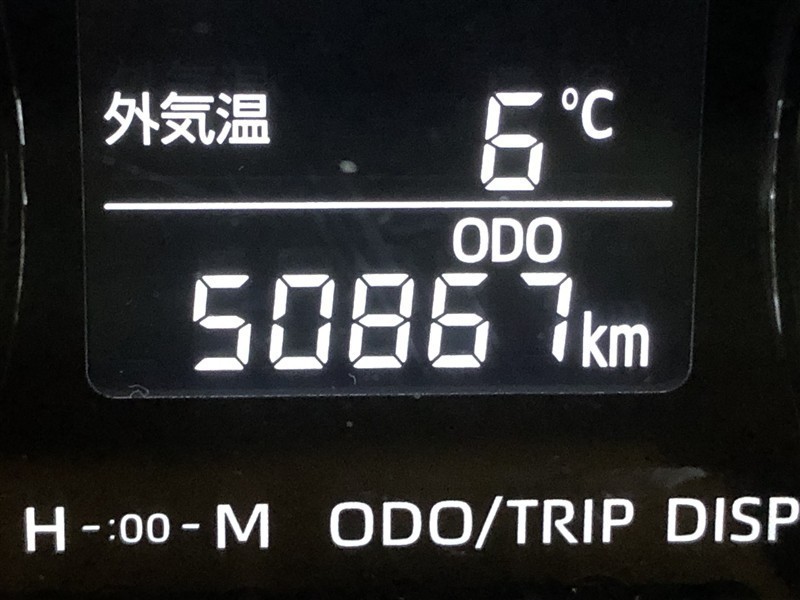 外気温 6 °C
ODO
50867 km
H -:00- M ODO/TRIP DISP